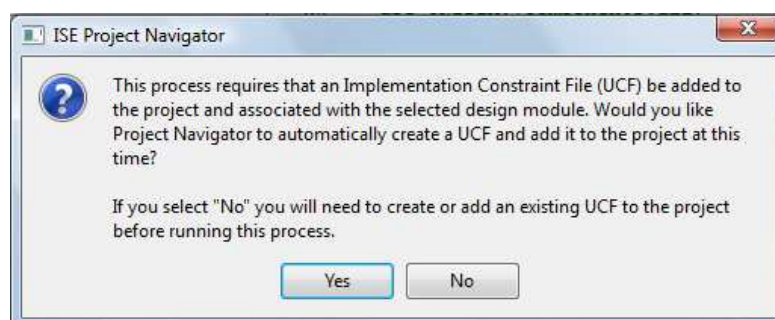 ISE Project Navigator
This process requires that an Implementation Constraint File (UCF) be added to
the project and associated with the selected design module. Would you like
Project Navigator to automatically create a UCF and add it to the project at this
time?
If you select "No" you will need to create or add an existing UCF to the project
before running this process.
Yes
No